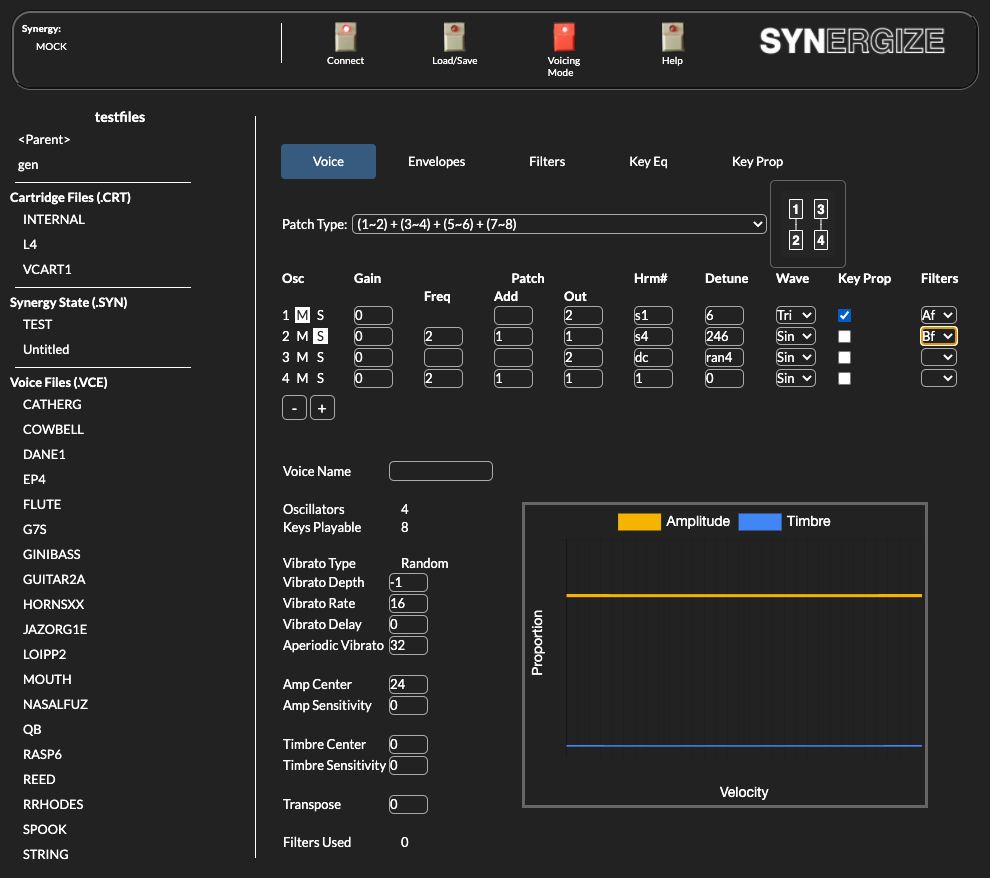 Synergy:
MOCK
Connect
Load/Save
Voicing
Mode
Help
SYNERGIZE
testfiles
<Parent>
gen
Cartridge Files (.CRT)
INTERNAL
L4
VCART1
Synergy State (.SYN)
TEST
Untitled
Voice Files (.VCE)
CATHERG
COWBELL
DANE1
EP4
FLUTE
G7S
GINIBASS
GUITAR2A
HORNSXX
JAZORG1E
LOIPP2
MOUTH
NASALFUZ
QB
RASP6
REED
RRHODES
SPOOK
STRING
Voice Envelopes Filters Key Eq Key Prop
Patch Type: (1~2) + (3~4) + (5~6) + (7~8)
1 3
2 4
Osc Gain Patch Hrm# Detune Wave Key Prop Filters
Freq Add Out
1 M S 0 2 s1 6 Tri Af
2 M S 0 2 1 1 s4 246 Sin Bf
3 M S 0 2 dc ran4 Sin
4 M S 0 2 1 1 1 0 Sin
- +
Voice Name
Oscillators 4
Keys Playable 8
Vibrato Type Random
Vibrato Depth -1
Vibrato Rate 16
Vibrato Delay 0
Aperiodic Vibrato 32
Amp Center 24
Amp Sensitivity 0
Timbre Center 0
Timbre Sensitivity 0
Transpose 0
Filters Used 0
Amplitude Timbre
Proportion
Velocity